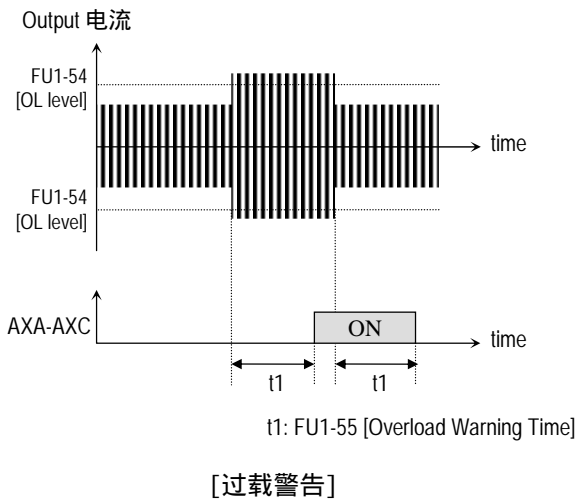 Output 电流
FU1-54
[OL level]
time
FU1-54
[OL level]
AXA-AXC
ON
time
t1
t1
t1: FU1-55 [Overload Warning Time]
[过载警告]